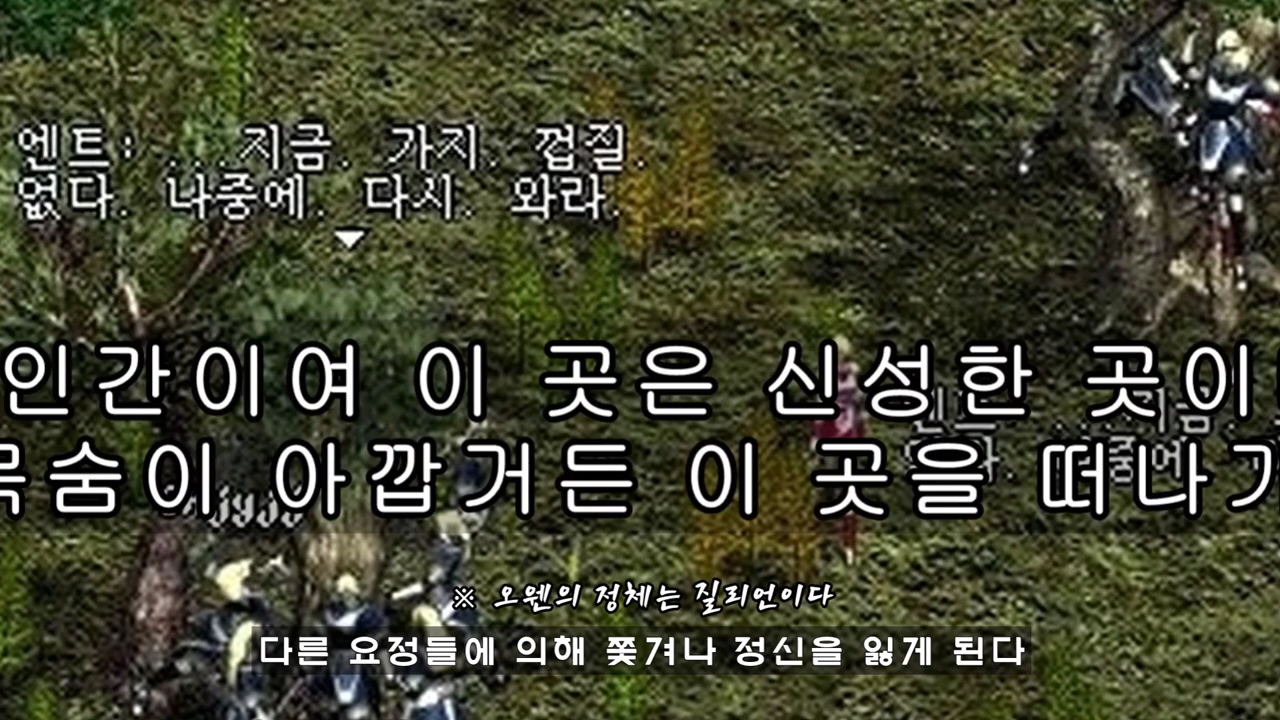 엔트: ...지금. 가지. 껍질.
없다. 나중에. 다시. 와라.
인간이여 이 곳은 신성한 곳이
목숨이 아깝거든 이 곳을 떠나
※ 오웬의 정체는 질리언이다
다른 요정들에 의해 쫓겨나 정신을 잃게 된다